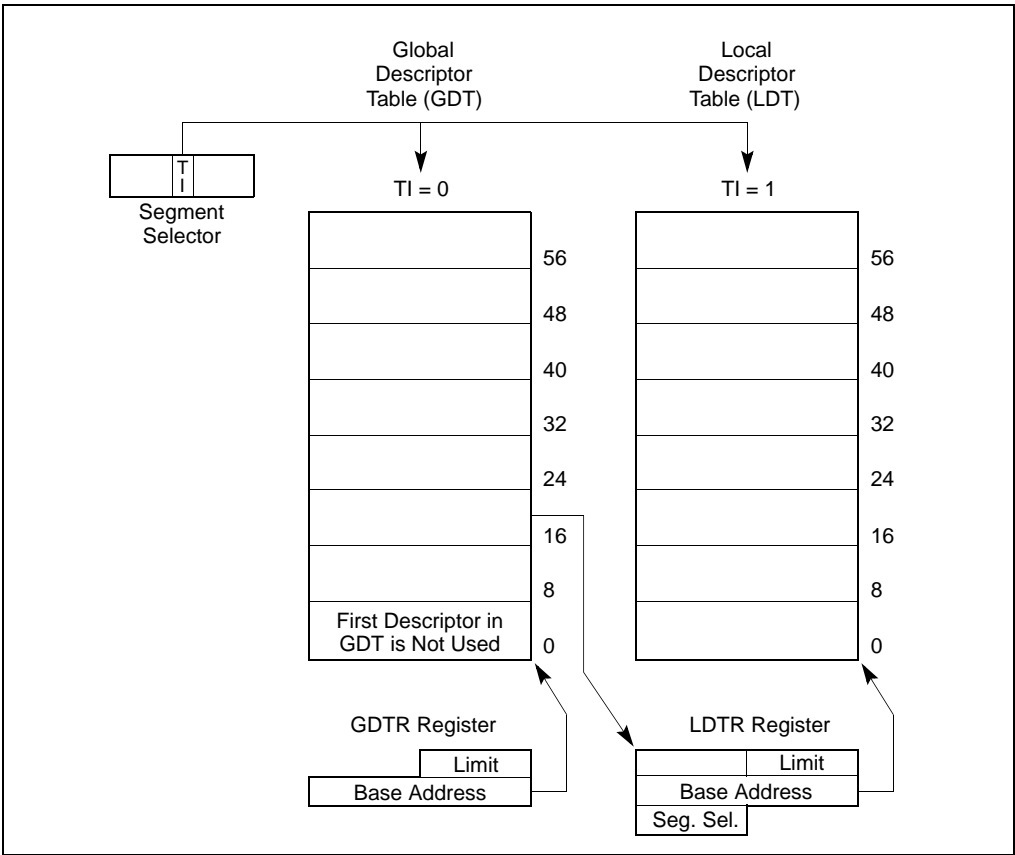 Global
Descriptor
Table (GDT)
Local
Descriptor
Table (LDT)
T
I
Segment
Selector
TI = 0
TI = 1
56
48
40
32
24
16
8
First Descriptor in
GDT is Not Used
0
56
48
40
32
24
16
8
0
GDTR Register
Limit
Base Address
LDTR Register
Limit
Base Address
Seg. Sel.